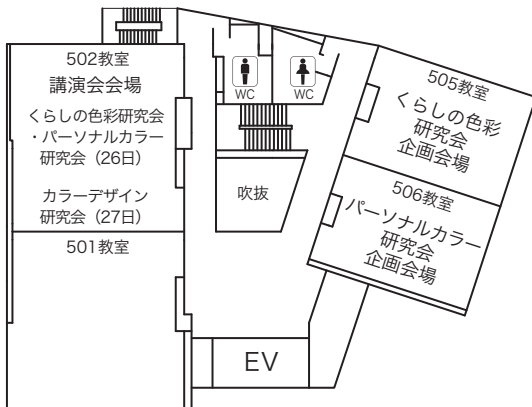 502教室
講演会会場
くらしの色彩研究会
・パーソナルカラー
研究会（26日）
カラーデザイン
研究会（27日）
501教室
WC
WC
吹抜
EV
505教室
くらしの色彩
研究会
企画会場
506教室
パーソナルカラー
研究会
企画会場